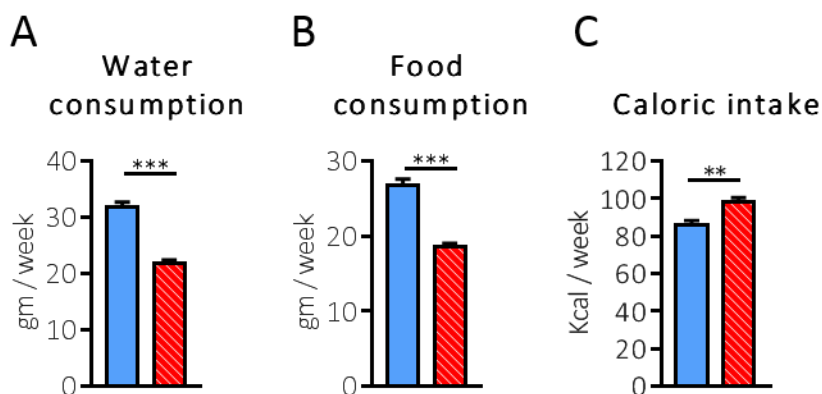 A
Water
consumption
40
30
20
10
0
gm / week
***
B
Food
consumption
30
20
10
0
gm / week
***
C
Caloric intake
120
100
80
60
40
20
0
Kcal / week
**